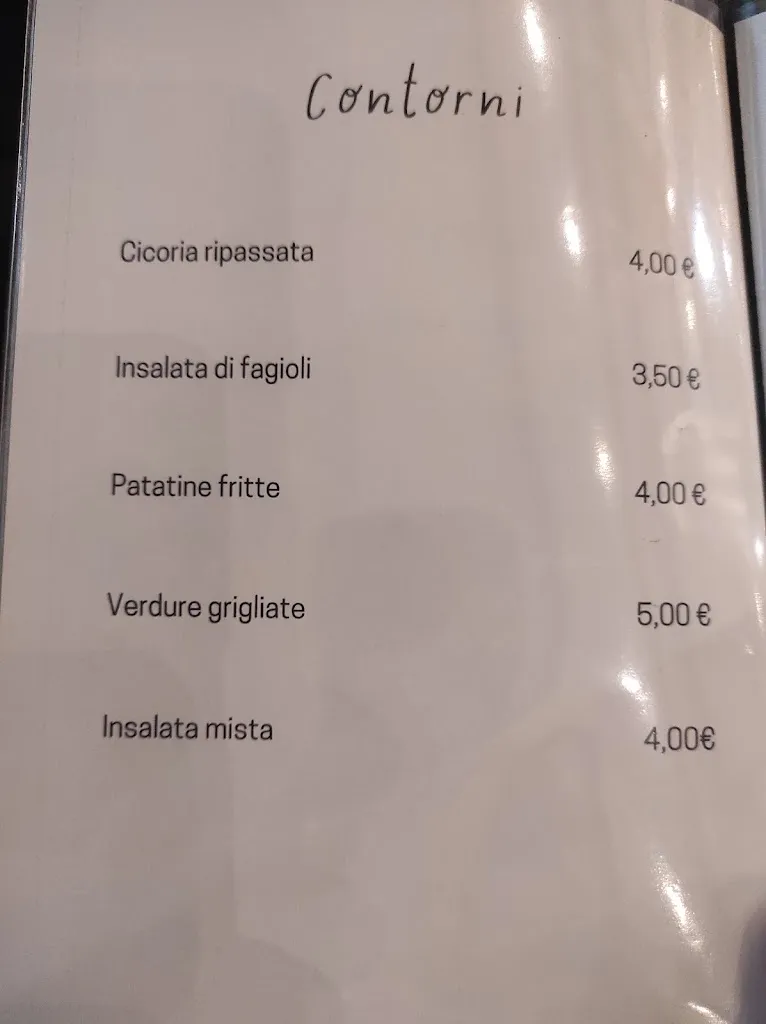 Contorni
Cicoria ripassata 4,00 €
Insalata di fagioli 3,50 €
Patatine fritte 4,00 €
Verdure grigliate 5,00 €
Insalata mista 4,00€